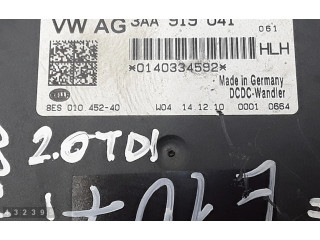 VW AG 3AA 919 041
061
HLH
*0140334592*
Made in Germany
DCDC-Wandler
8ES 010.452-40 W04 14.12.10 0001 0664
2.0TDI